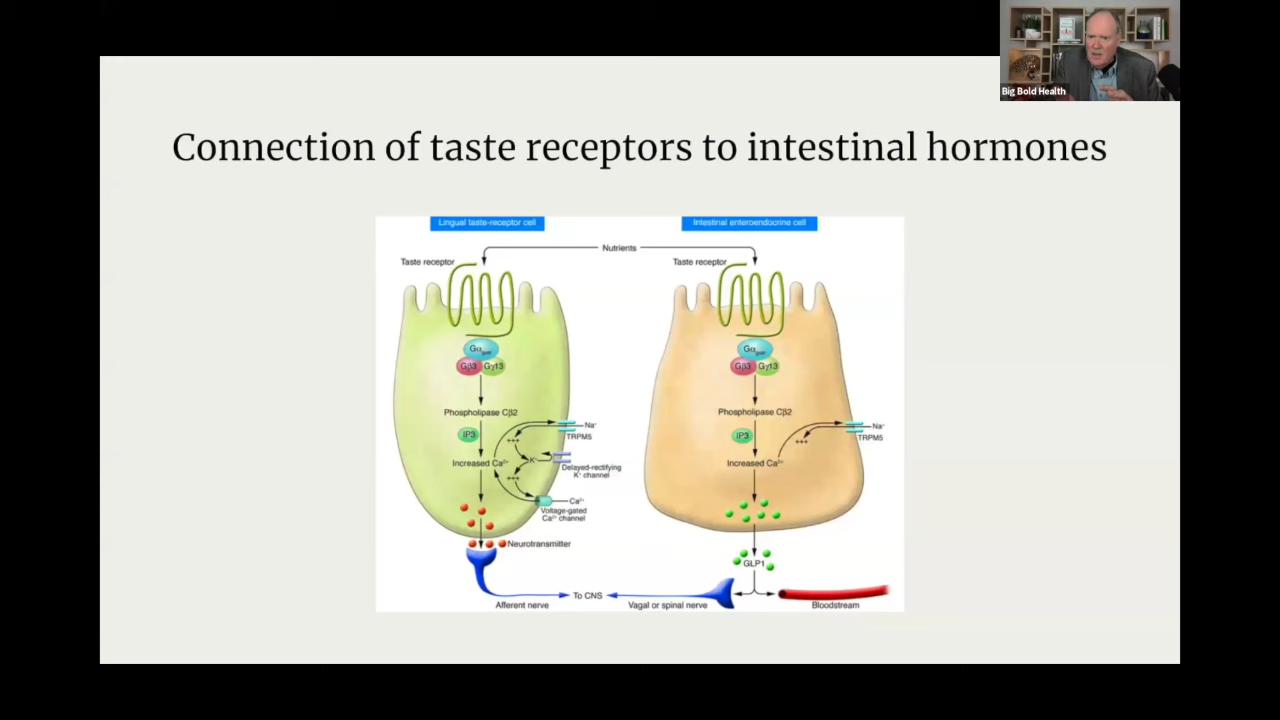 Big Bold Health
Connection of taste receptors to intestinal hormones
Lingual taste-receptor cell
Intestinal enteroendocrine cell
Nutrients
Taste receptor
Taste receptor
Gα gust
Gβ3 Gγ13
Gα gust
Gβ3 Gγ13
Phospholipase Cβ2
Phospholipase Cβ2
Na⁺
+++
TRPM5
IP3
K⁺
Increased Ca²⁺
Delayed-rectifying
K⁺ channel
+++
Ca²⁺
Voltage-gated
Ca²⁺ channel
Na⁺
+++
TRPM5
IP3
Increased Ca²⁺
Neurotransmitter
GLP1
To CNS
Afferent nerve
Vagal or spinal nerve
Bloodstream